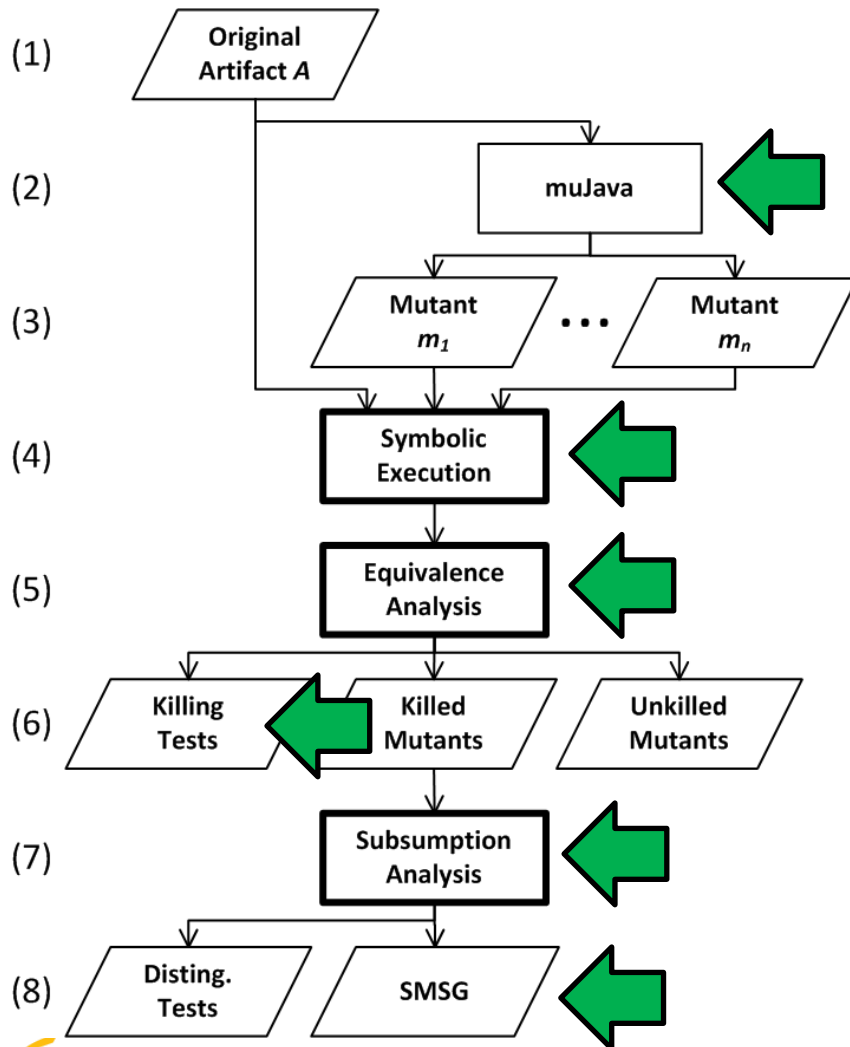 (1)
Original
Artifact A
(2)
muJava
(3)
Mutant
m1
...
Mutant
mn
(4)
Symbolic
Execution
(5)
Equivalence
Analysis
(6)
Killing
Tests
Killed
Mutants
Unkilled
Mutants
(7)
Subsumption
Analysis
(8)
Disting.
Tests
SMSG